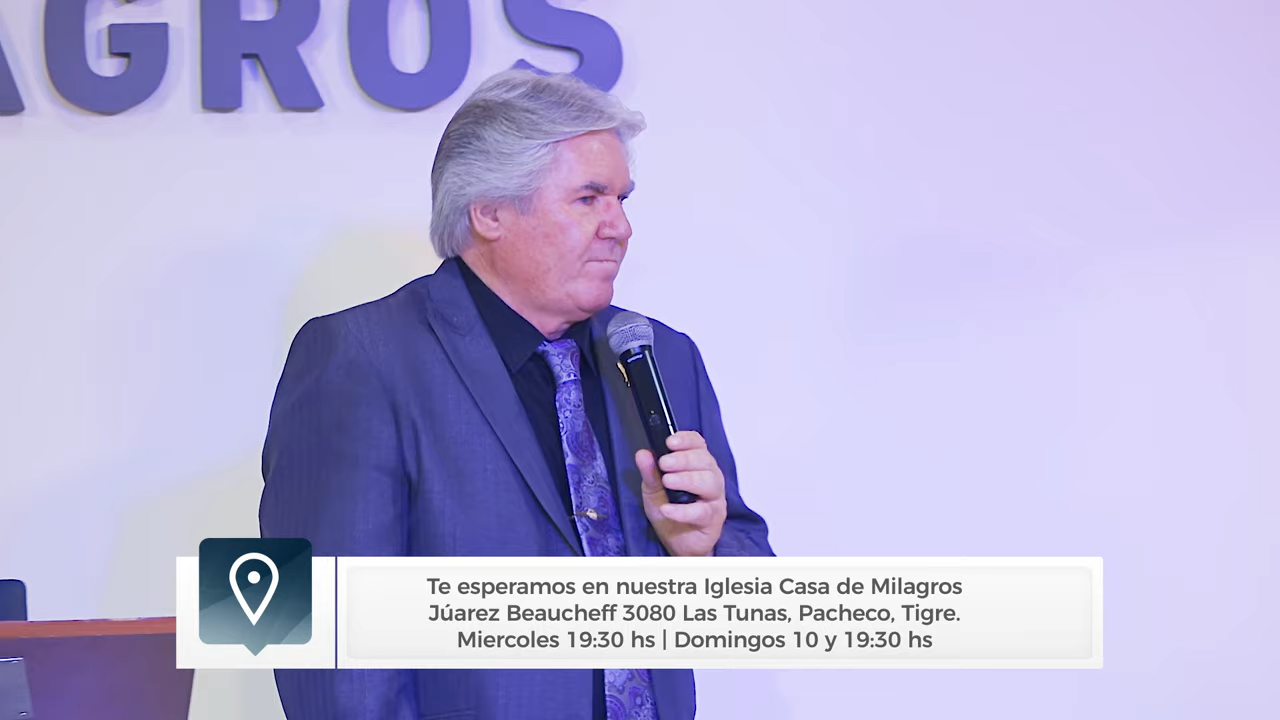 AGROS
Te esperamos en nuestra Iglesia Casa de Milagros
Júarez Beaucheff 3080 Las Tunas, Pacheco, Tigre.
Miercoles 19:30 hs | Domingos 10 y 19:30 hs